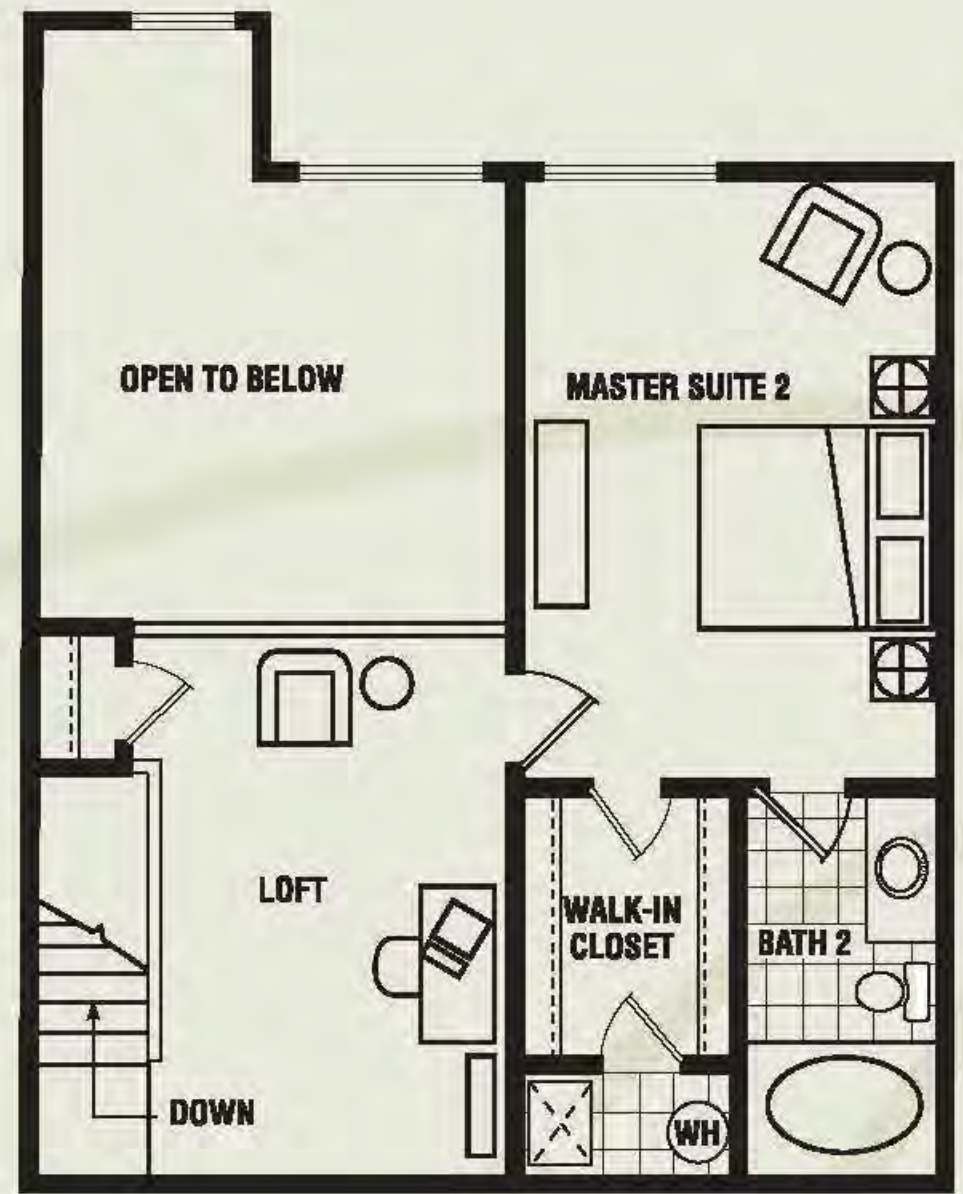 OPEN TO BELOW
MASTER SUITE 2
LOFT
WALK-IN
CLOSET
BATH 2
DOWN
WH